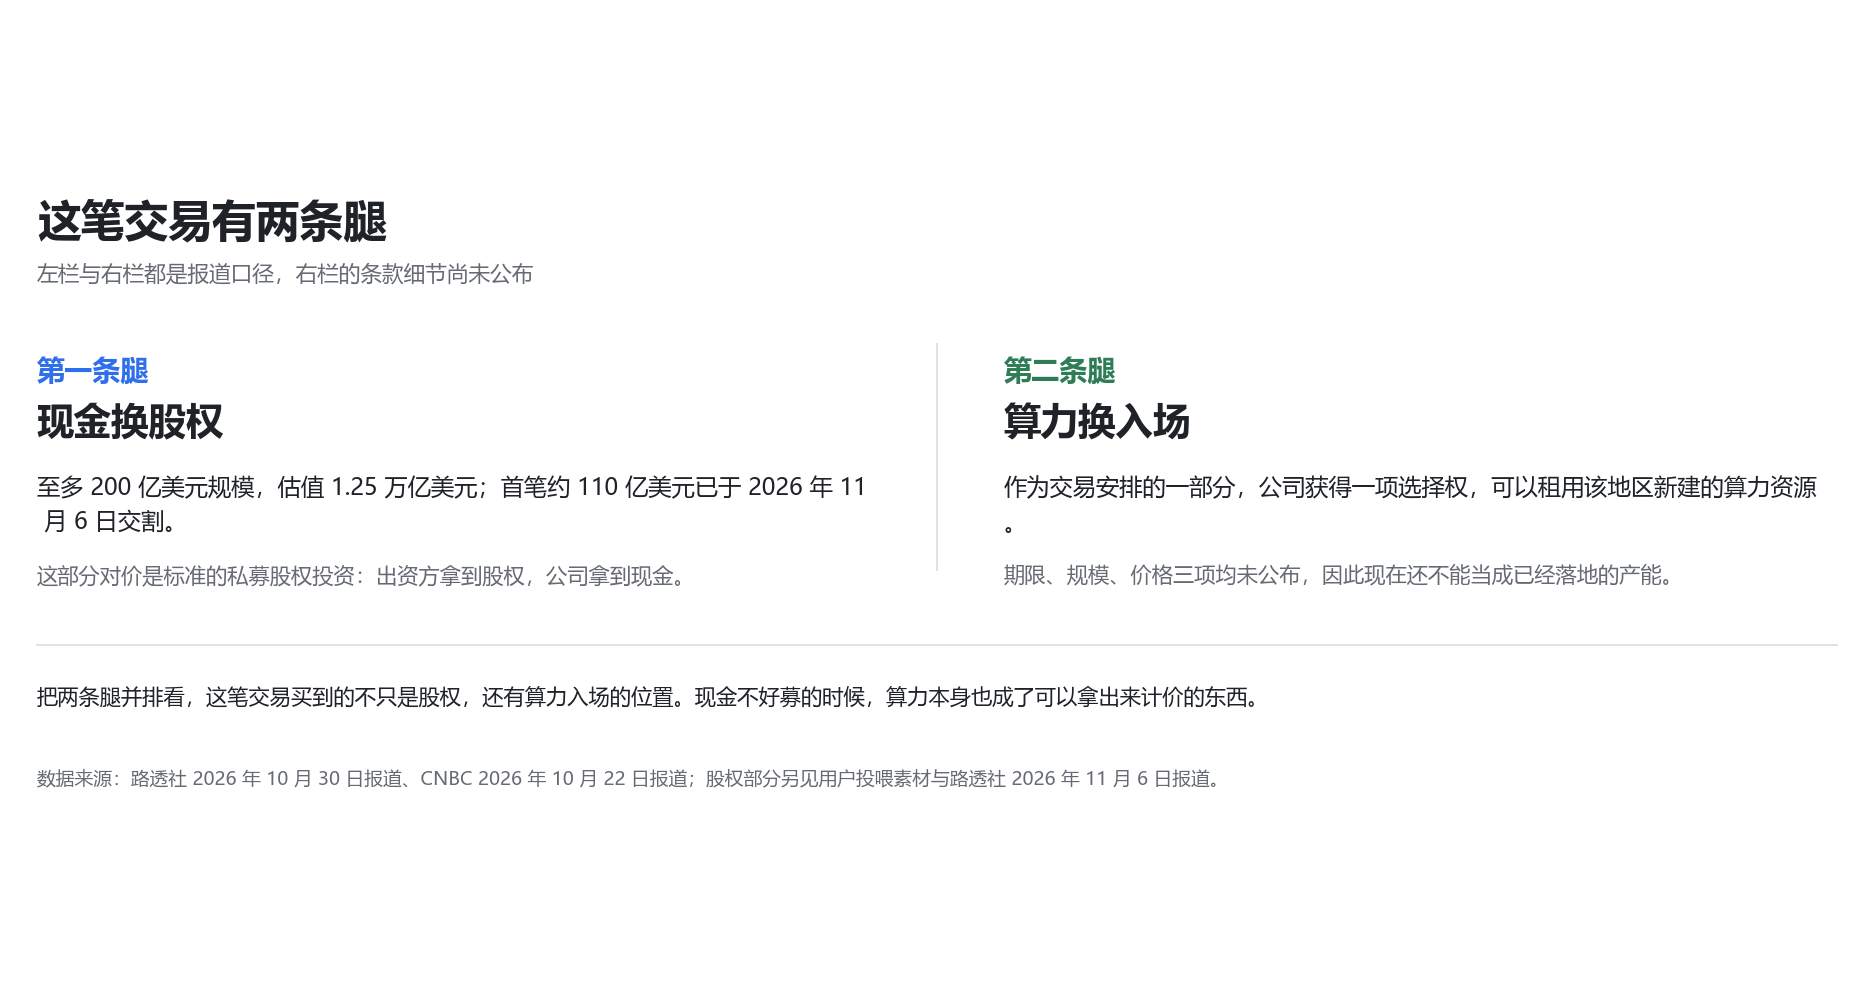 这笔交易有两条腿
左栏与右栏都是报道口径，右栏的条款细节尚未公布
第一条腿
现金换股权
至多 200 亿美元规模，估值 1.25 万亿美元；首笔约 110 亿美元已于 2026 年 11
月 6 日交割。
这部分对价是标准的私募股权投资：出资方拿到股权，公司拿到现金。
第二条腿
算力换入场
作为交易安排的一部分，公司获得一项选择权，可以租用该地区新建的算力资源
。
期限、规模、价格三项均未公布，因此现在还不能当成已经落地的产能。
把两条腿并排看，这笔交易买到的不只是股权，还有算力入场的位置。现金不好募的时候，算力本身也成了可以拿出来计价的东西。
数据来源：路透社 2026 年 10 月 30 日报道、CNBC 2026 年 10 月 22 日报道；股权部分另见用户投喂素材与路透社 2026 年 11 月 6 日报道。